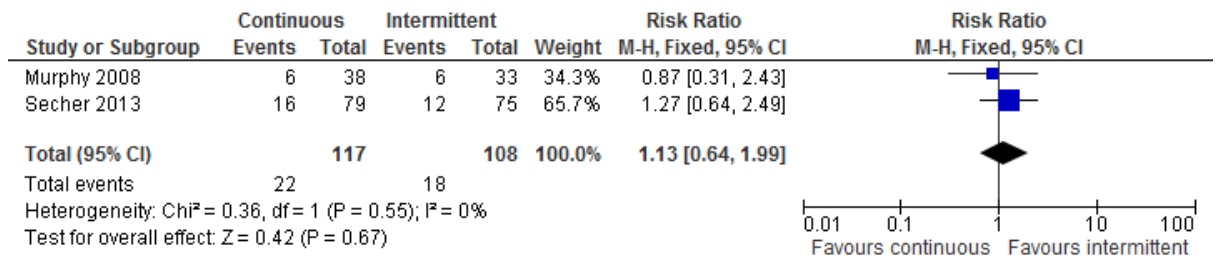 Continuous Intermittent Risk Ratio Risk Ratio
Study or Subgroup Events Total Events Total Weight M-H, Fixed, 95% CI M-H, Fixed, 95% CI
Murphy 2008 6 38 6 33 34.3% 0.87 [0.31, 2.43]
Secher 2013 16 79 12 75 65.7% 1.27 [0.64, 2.49]
Total (95% CI) 117 108 100.0% 1.13 [0.64, 1.99]
Total events 22 18
Heterogeneity: Chi² = 0.36, df = 1 (P = 0.55); I² = 0%
Test for overall effect: Z = 0.42 (P = 0.67)
0.01 0.1 1 10 100
Favours continuous Favours intermittent